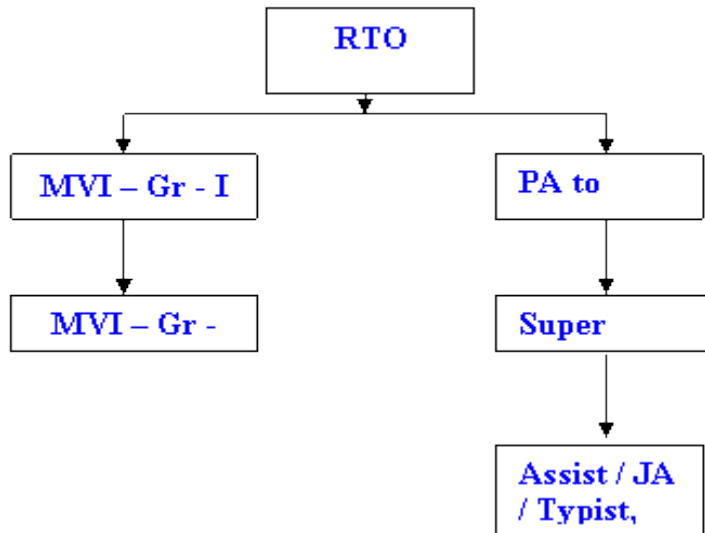 RTO
MVI – Gr - I
PA to
MVI – Gr -
Super
Assist / JA
/ Typist,